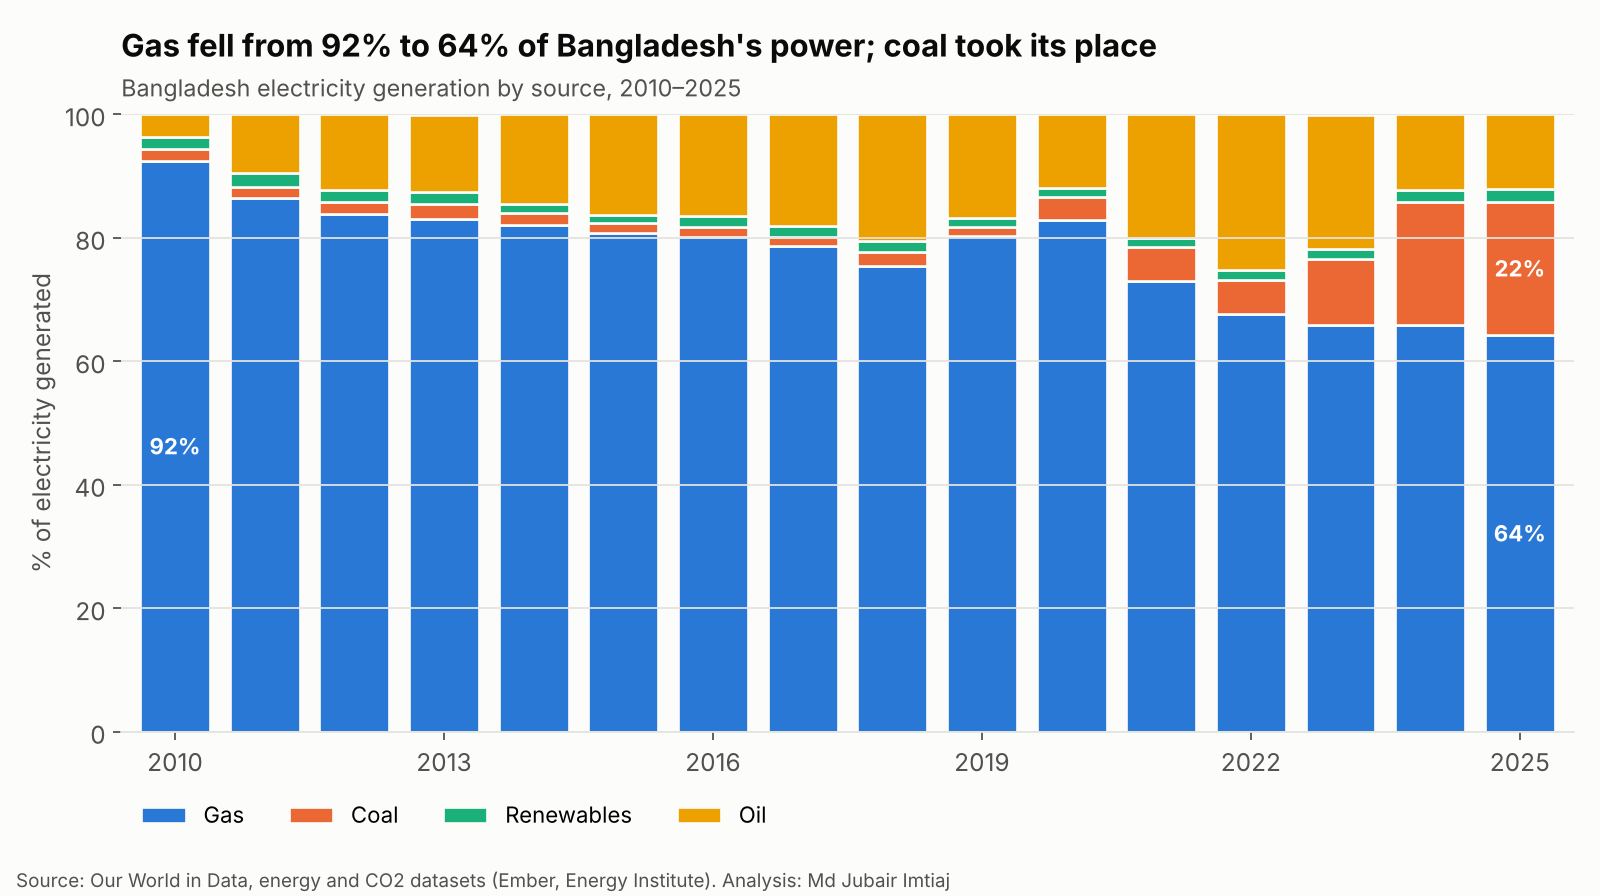 Gas fell from 92% to 64% of Bangladesh's power; coal took its place
Bangladesh electricity generation by source, 2010–2025
% of electricity generated
100
80
60
40
20
0
92%
22%
64%
2010 2013 2016 2019 2022 2025
Gas Coal Renewables Oil
Source: Our World in Data, energy and CO2 datasets (Ember, Energy Institute). Analysis: Md Jubair Imtiaj